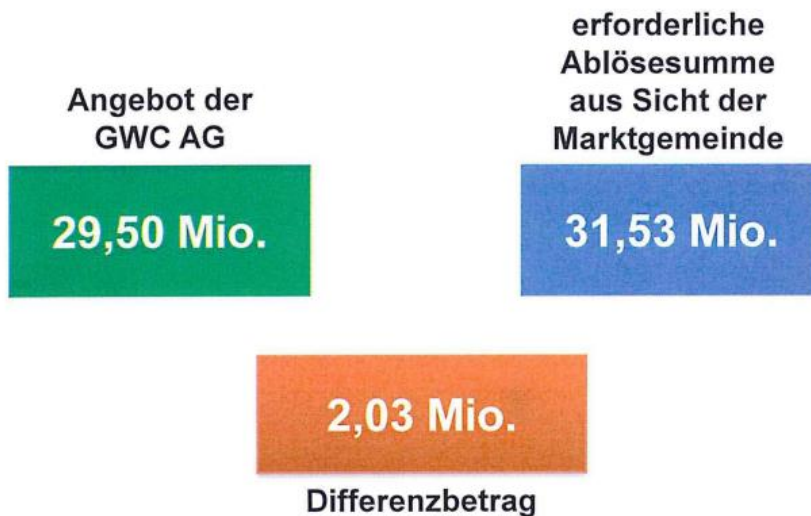 Angebot der
GWC AG
29,50 Mio.
erforderliche
Ablösesumme
aus Sicht der
Marktgemeinde
31,53 Mio.
2,03 Mio.
Differenzbetrag